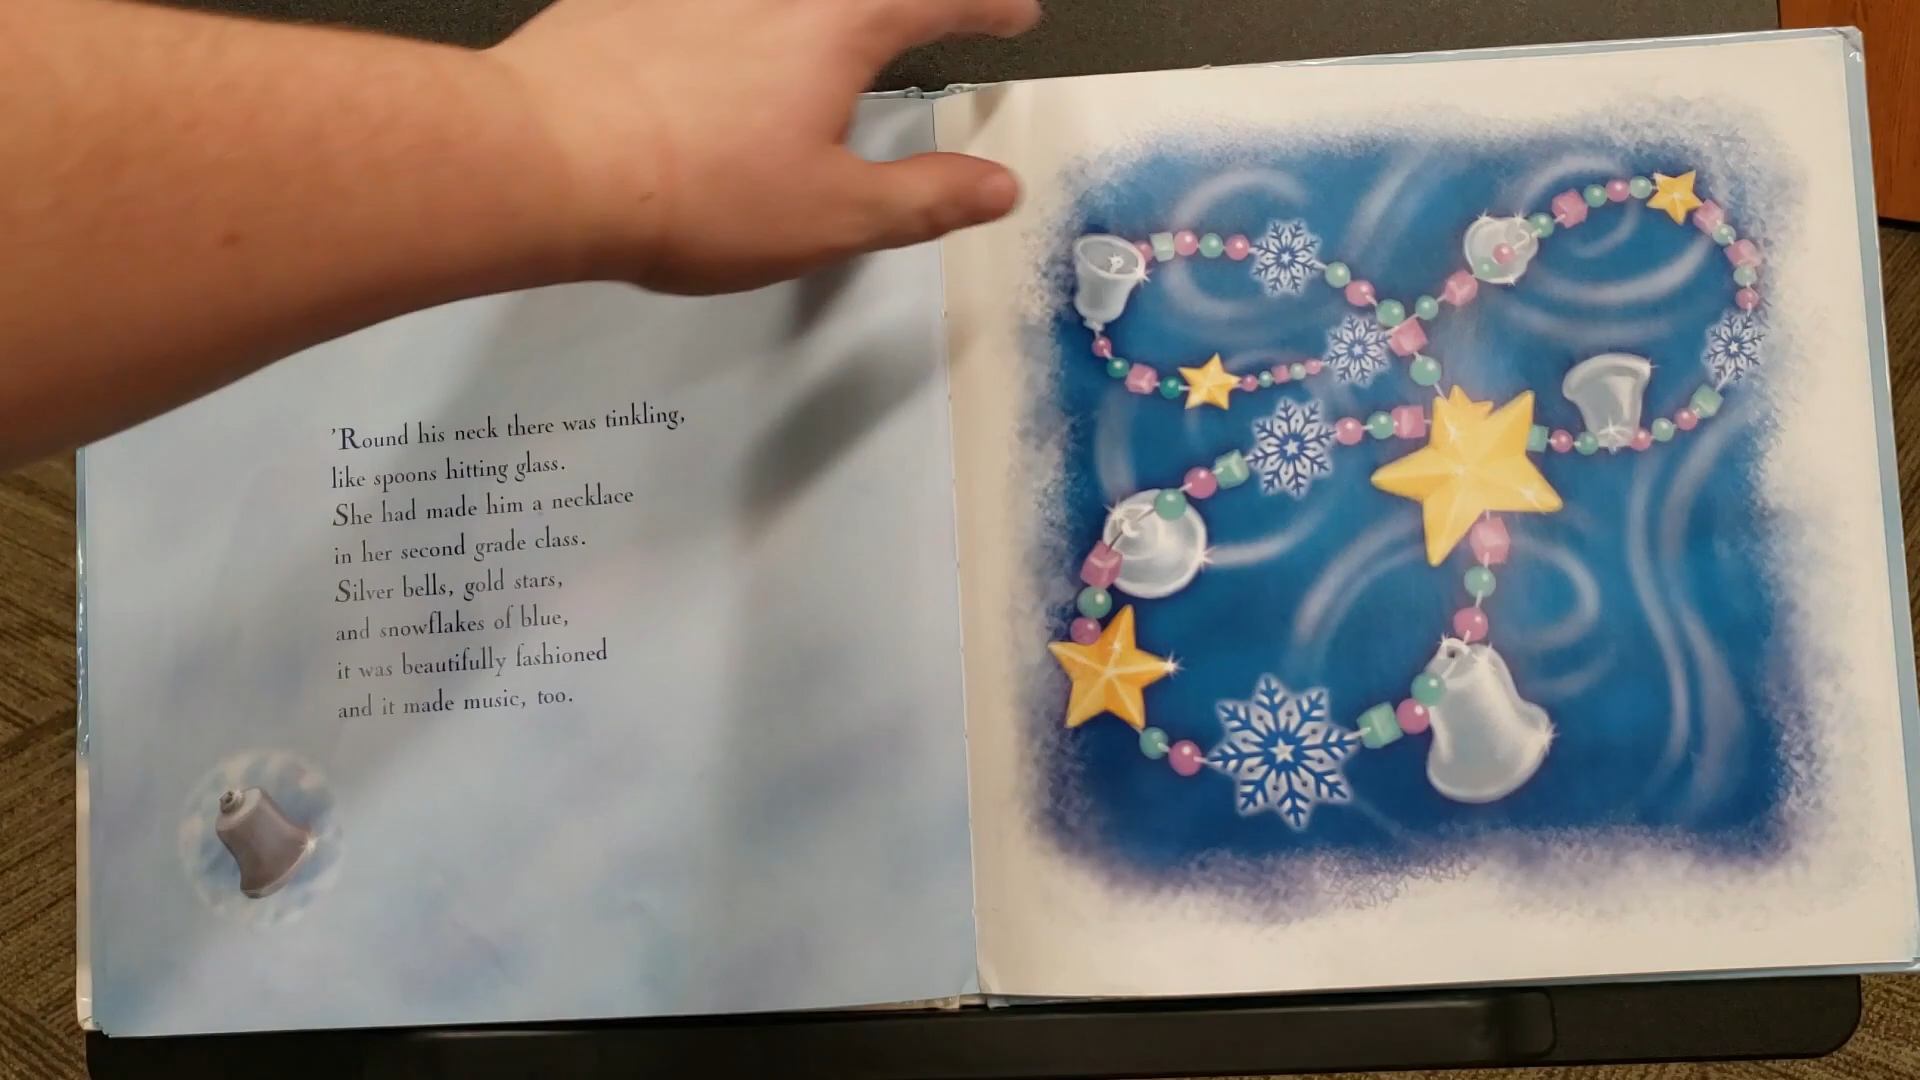 'Round his neck there was tinkling,
like spoons hitting glass.
She had made him a necklace
in her second grade class.
Silver bells, gold stars,
and snowflakes of blue,
it was beautifully fashioned
and it made music, too.